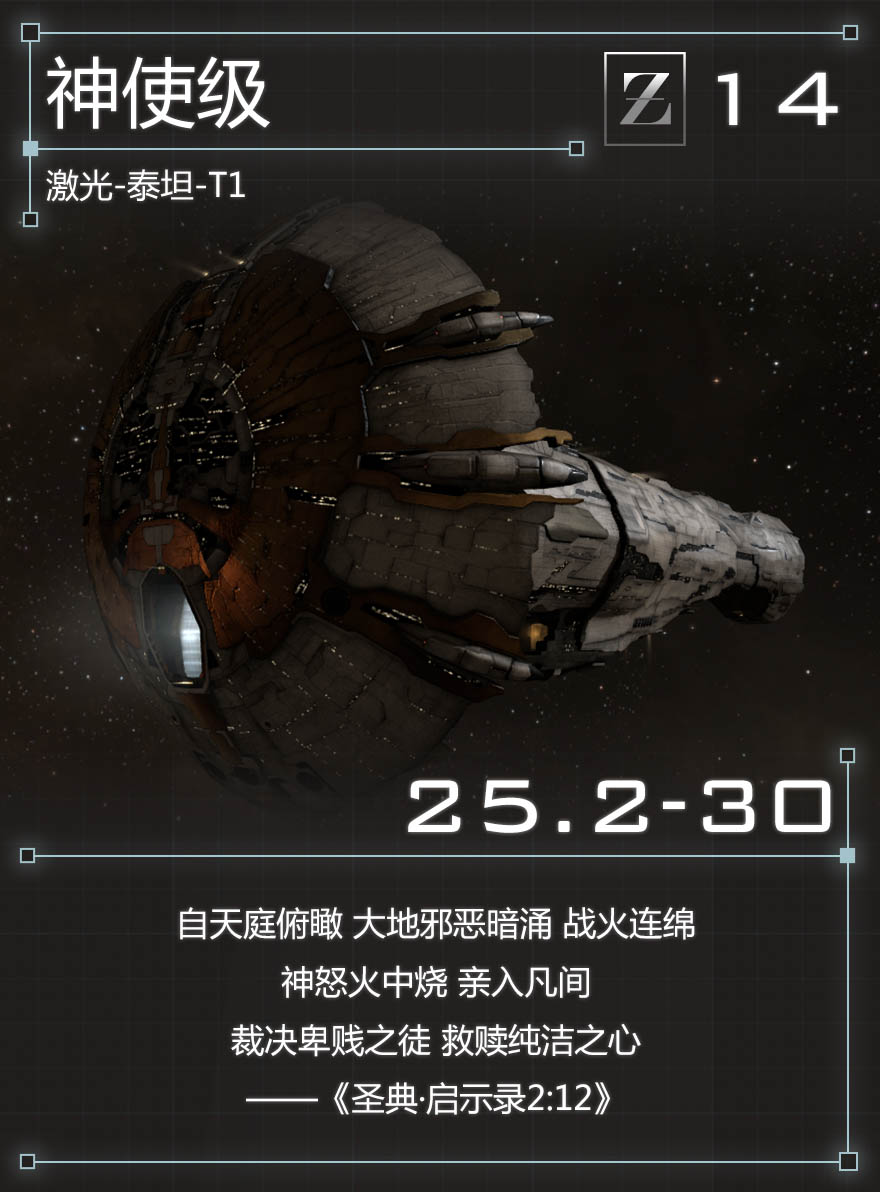 神使级
Z 14
激光-泰坦-T1
25.2-30
自天庭俯瞰 大地邪恶暗涌 战火连绵
神怒火中烧 亲入凡间
裁决卑贱之徒 救赎纯洁之心
——《圣典·启示录2:12》